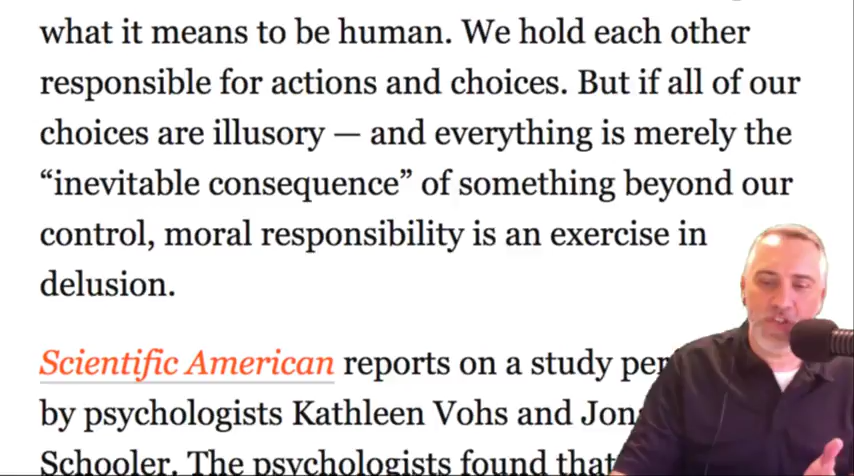 what it means to be human. We hold each other
responsible for actions and choices. But if all of our
choices are illusory — and everything is merely the
“inevitable consequence” of something beyond our
control, moral responsibility is an exercise in
delusion.
Scientific American reports on a study
by psychologists Kathleen Vohs and
Schooler. The psychologists found that